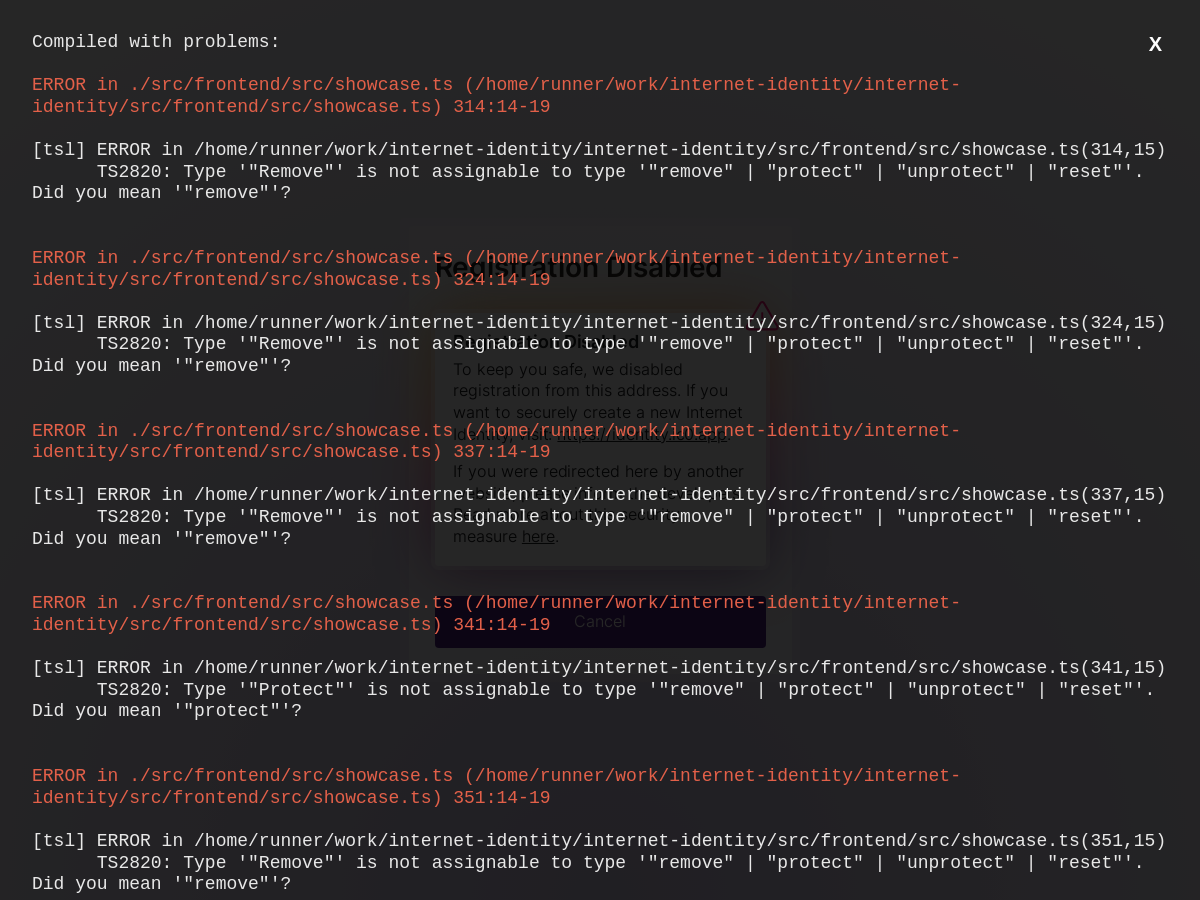 Compiled with problems:
X
ERROR in ./src/frontend/src/showcase.ts (/home/runner/work/internet-identity/internet-
identity/src/frontend/src/showcase.ts) 314:14-19
[tsl] ERROR in /home/runner/work/internet-identity/internet-identity/src/frontend/src/showcase.ts(314,15)
TS2820: Type '"Remove"' is not assignable to type '"remove" | "protect" | "unprotect" | "reset"'.
Did you mean '"remove"'?
ERROR in ./src/frontend/src/showcase.ts (/home/runner/work/internet-identity/internet-
identity/src/frontend/src/showcase.ts) 324:14-19
Registration Disabled
[tsl] ERROR in /home/runner/work/internet-identity/internet-identity/src/frontend/src/showcase.ts(324,15)
TS2820: Type '"Remove"' is not assignable to type '"remove" | "protect" | "unprotect" | "reset"'.
Did you mean '"remove"'?
Registration Disabled
To keep you safe, we disabled
registration from this address. If you
want to securely create a new Internet
Identity, visit: https://identity.ic0.app.
ERROR in ./src/frontend/src/showcase.ts (/home/runner/work/internet-identity/internet-
identity/src/frontend/src/showcase.ts) 337:14-19
If you were redirected here by another
[tsl] ERROR in /home/runner/work/internet-identity/internet-identity/src/frontend/src/showcase.ts(337,15)
TS2820: Type '"Remove"' is not assignable to type '"remove" | "protect" | "unprotect" | "reset"'.
Did you mean '"remove"'?
measure here.
ERROR in ./src/frontend/src/showcase.ts (/home/runner/work/internet-identity/internet-
identity/src/frontend/src/showcase.ts) 341:14-19
Cancel
[tsl] ERROR in /home/runner/work/internet-identity/internet-identity/src/frontend/src/showcase.ts(341,15)
TS2820: Type '"Protect"' is not assignable to type '"remove" | "protect" | "unprotect" | "reset"'.
Did you mean '"protect"'?
ERROR in ./src/frontend/src/showcase.ts (/home/runner/work/internet-identity/internet-
identity/src/frontend/src/showcase.ts) 351:14-19
[tsl] ERROR in /home/runner/work/internet-identity/internet-identity/src/frontend/src/showcase.ts(351,15)
TS2820: Type '"Remove"' is not assignable to type '"remove" | "protect" | "unprotect" | "reset"'.
Did you mean '"remove"'?